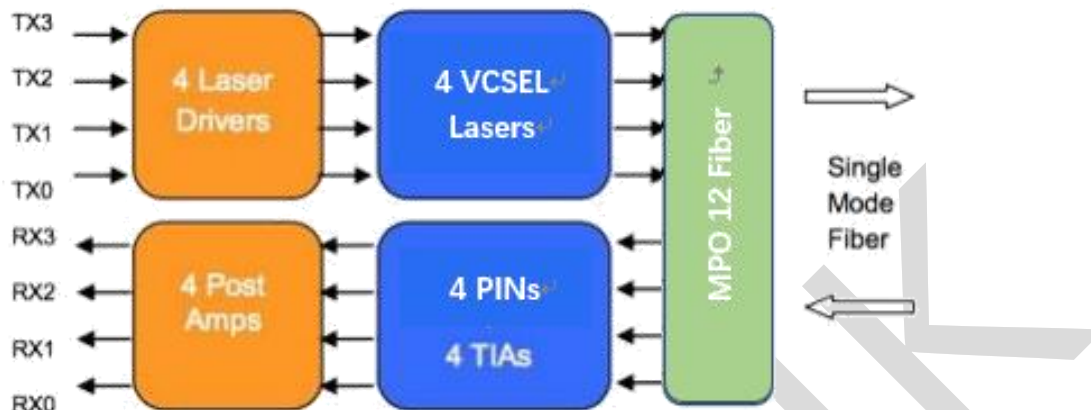 TX3
TX2
TX1
TX0
4 Laser
Drivers
4 VCSEL↵
Lasers↵
MPO 12 Fiber ↵
Single
Mode
Fiber
RX3
RX2
RX1
RX0
4 Post
Amps
4 PINs↵
4 TIAs